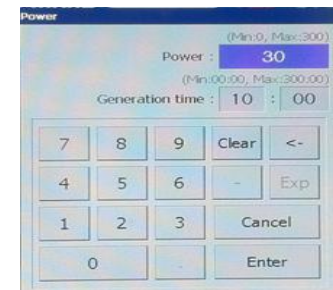 Power
(Min:0, Max:300)
Power : 30
(Min:00:00, Max:300:00)
Generation time : 10 : 00
7 8 9 Clear <-
4 5 6 - Exp
1 2 3 Cancel
0 . Enter